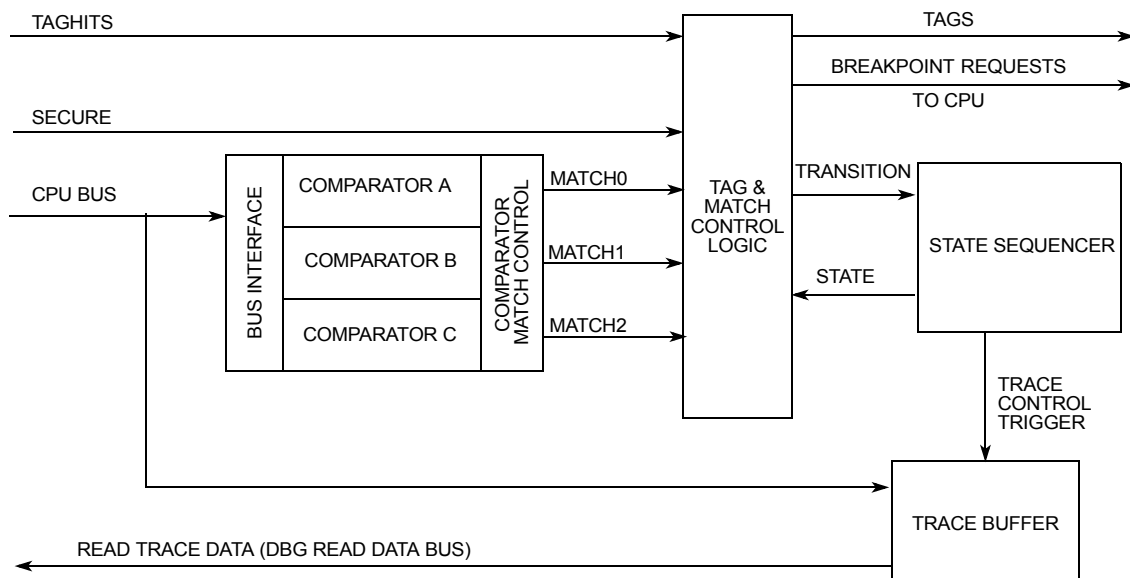 TAGHITS
TAGS
BREAKPOINT REQUESTS
TO CPU
SECURE
CPU BUS
BUS INTERFACE
COMPARATOR A
COMPARATOR B
COMPARATOR C
COMPARATOR
MATCH CONTROL
MATCH0
MATCH1
MATCH2
TAG &
MATCH
CONTROL
LOGIC
TRANSITION
STATE
STATE SEQUENCER
TRACE
CONTROL
TRIGGER
TRACE BUFFER
READ TRACE DATA (DBG READ DATA BUS)